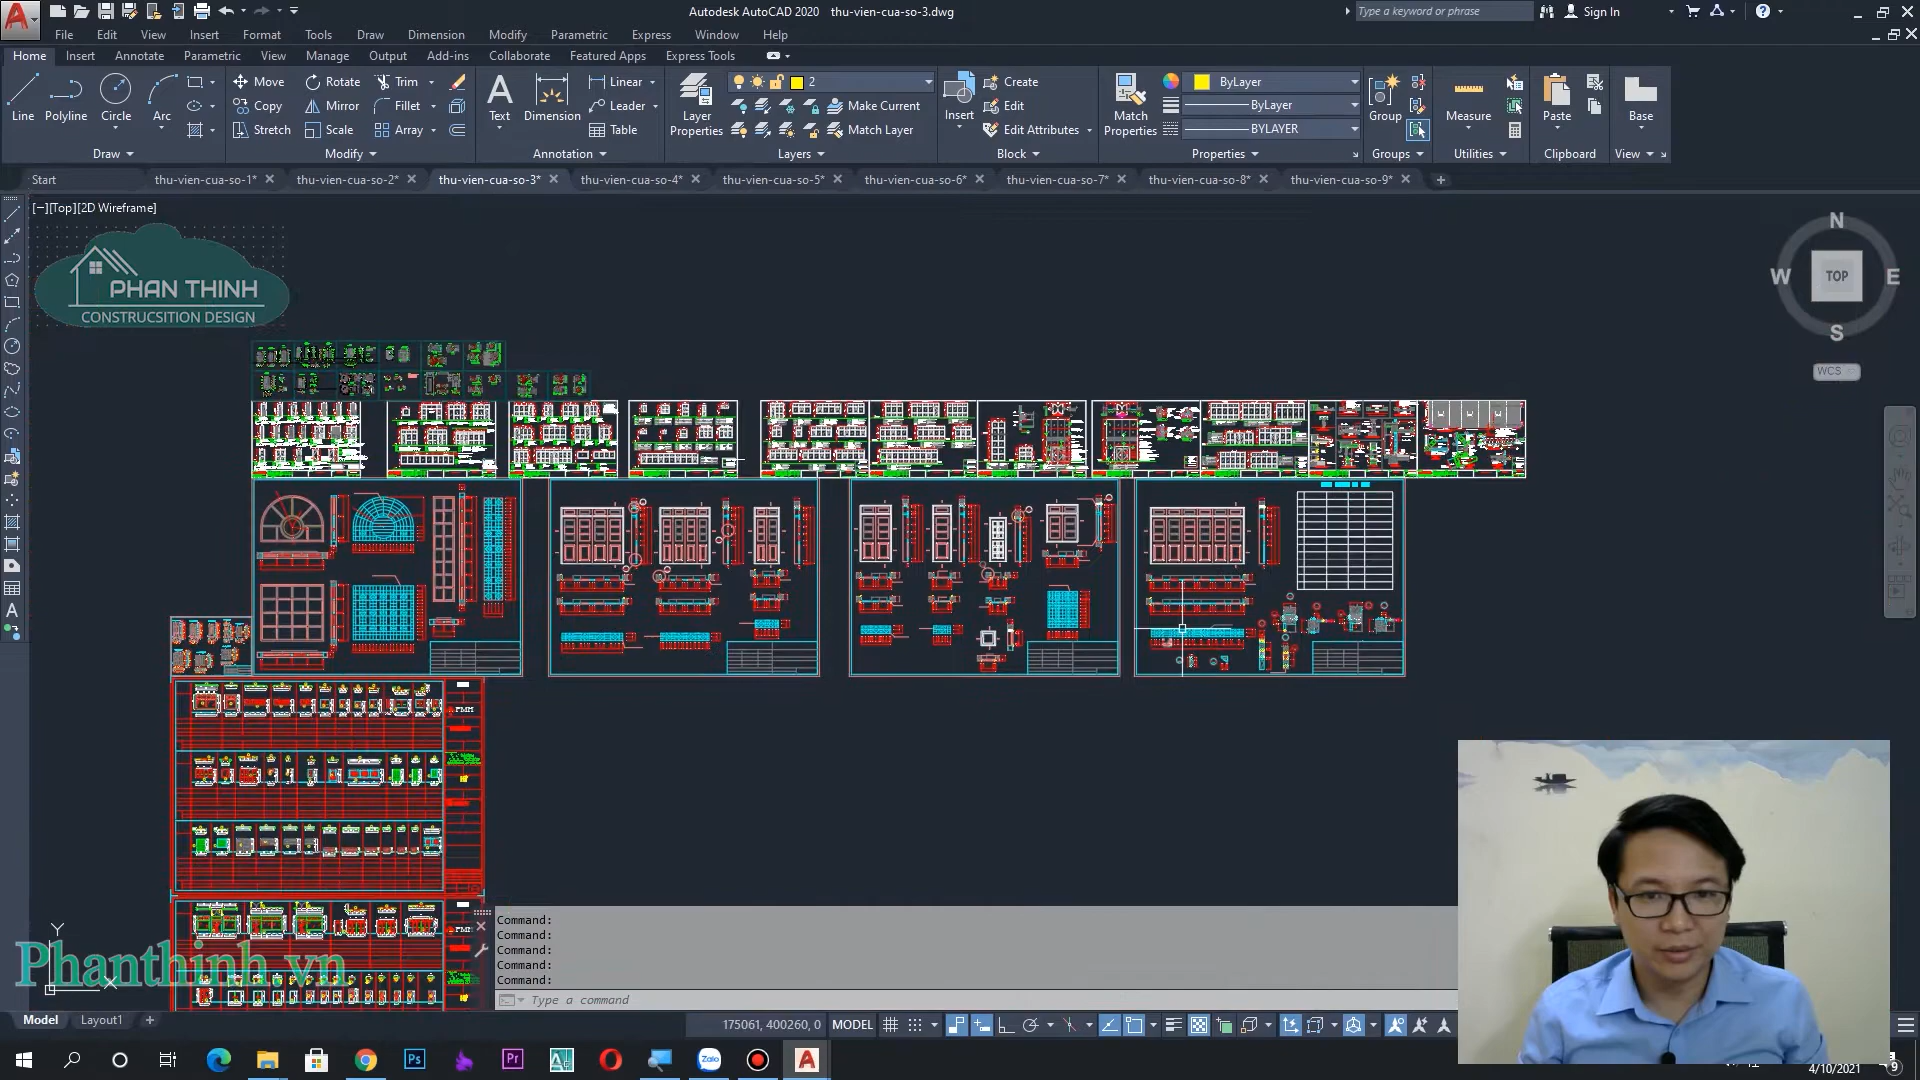 Autodesk AutoCAD 2020 thu-vien-cua-so-3.dwg
Type a keyword or phrase
Sign In
File Edit View Insert Format Tools Draw Dimension Modify Parametric Express Window Help
Home Insert Annotate Parametric View Manage Output Add-ins Collaborate Featured Apps Express Tools
Line Polyline Circle Arc
Move Rotate Trim
Copy Mirror Fillet
Stretch Scale Array
Text Dimension
Linear
Leader
Table
Layer Properties
2
Make Current
Match Layer
Insert
Create
Edit
Edit Attributes
Match Properties
ByLayer
ByLayer
BYLAYER
Group Measure Paste Base
Draw Modify Annotation Layers Block Properties Groups Utilities Clipboard View
Start thu-vien-cua-so-1* thu-vien-cua-so-2* thu-vien-cua-so-3* thu-vien-cua-so-4* thu-vien-cua-so-5* thu-vien-cua-so-6* thu-vien-cua-so-7* thu-vien-cua-so-8* thu-vien-cua-so-9*
[−][Top][2D Wireframe]
PHAN THINH
CONSTRUCSITION DESIGN
N
W TOP E
S
WCS
Command:
Command:
Command:
Command:
Command:
Type a command
Y
X
Phanthinh.vn
Model Layout1
175061, 400260, 0 MODEL
Ps
Pr
Zalo
4/10/2021
9